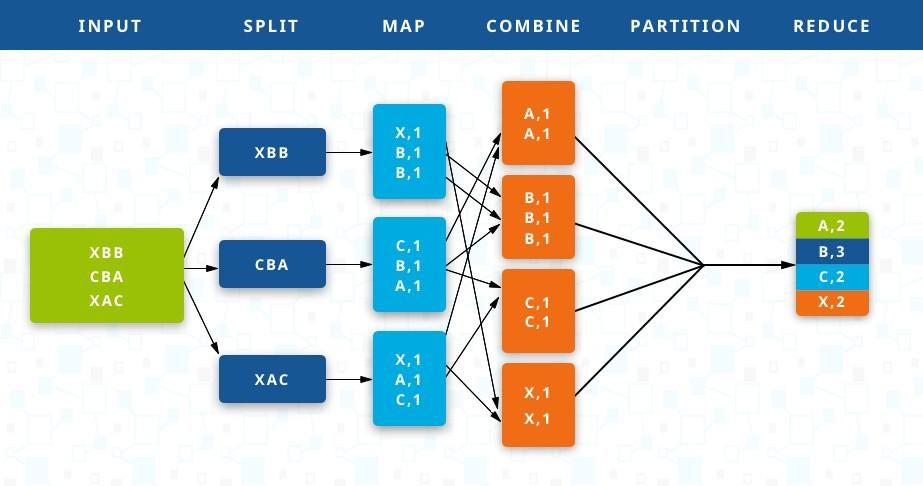 INPUT SPLIT MAP COMBINE PARTITION REDUCE
XBB
CBA
XAC
XBB
CBA
XAC
X,1
B,1
B,1
C,1
B,1
A,1
X,1
A,1
C,1
A,1
A,1
B,1
B,1
B,1
C,1
C,1
X,1
X,1
A,2
B,3
C,2
X,2